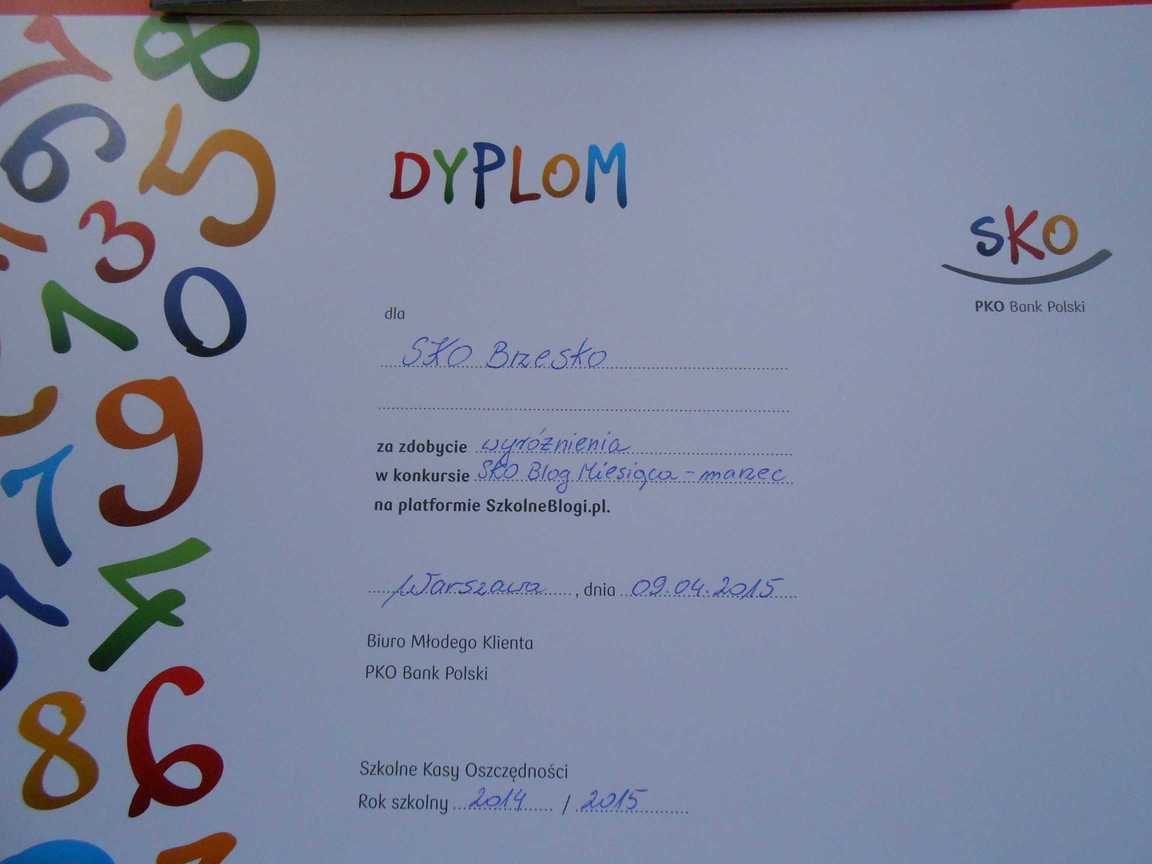 DYPLOM
SKO
PKO Bank Polski
dla
SKO Brzesko
za zdobycie wyróżnienia
w konkursie SKO Blog Miesiąca - marzec
na platformie SzkolneBlogi.pl.
Warszawa, dnia 09.04.2015
Biuro Młodego Klienta
PKO Bank Polski
Szkolne Kasy Oszczędności
Rok szkolny 2014 / 2015